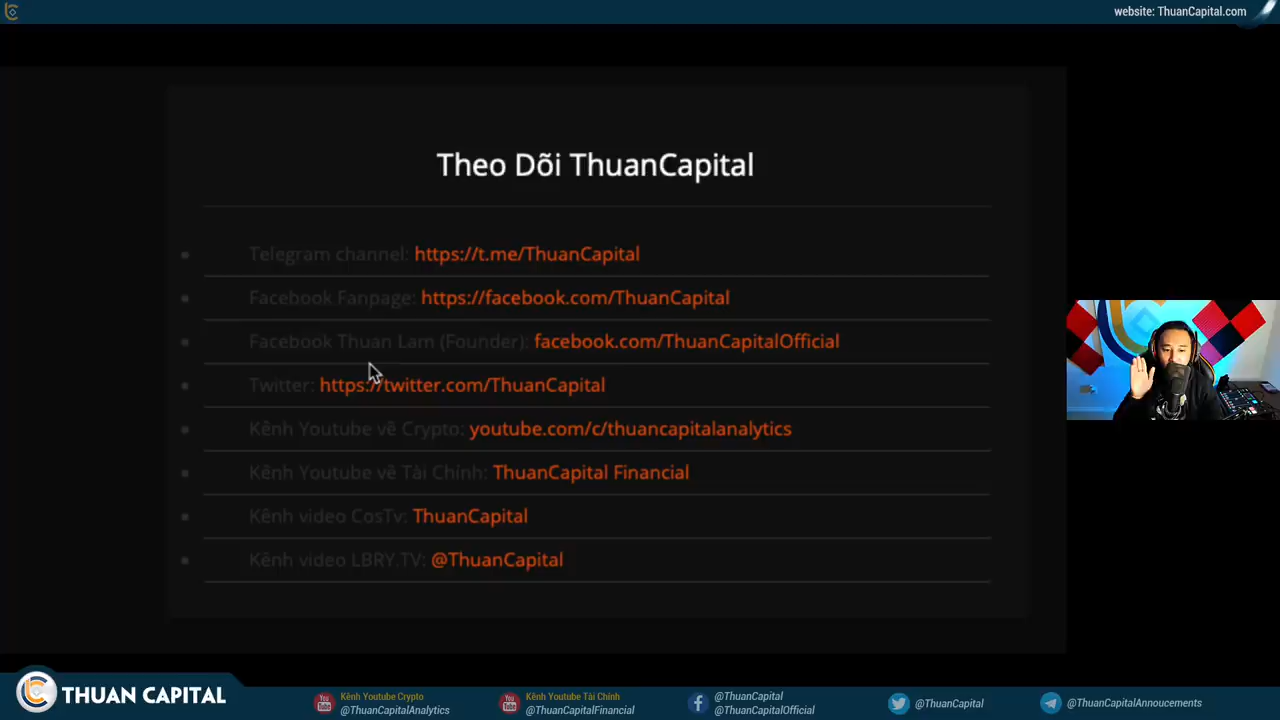 website: ThuanCapital.com
Theo Dõi ThuanCapital
Telegram channel: https://t.me/ThuanCapital
Facebook Fanpage: https://facebook.com/ThuanCapital
Facebook Thuan Lam (Founder): facebook.com/ThuanCapitalOfficial
Twitter: https://twitter.com/ThuanCapital
Kênh Youtube về Crypto: youtube.com/c/thuancapitalanalytics
Kênh Youtube về Tài Chính: ThuanCapital Financial
Kênh video CosTv: ThuanCapital
Kênh video LBRY.TV: @ThuanCapital
THUAN CAPITAL
Kênh Youtube Crypto
@ThuanCapitalAnalytics
Kênh Youtube Tài Chính
@ThuanCapitalFinancial
@ThuanCapital
@ThuanCapitalOfficial
@ThuanCapital
@ThuanCapitalAnnoucements